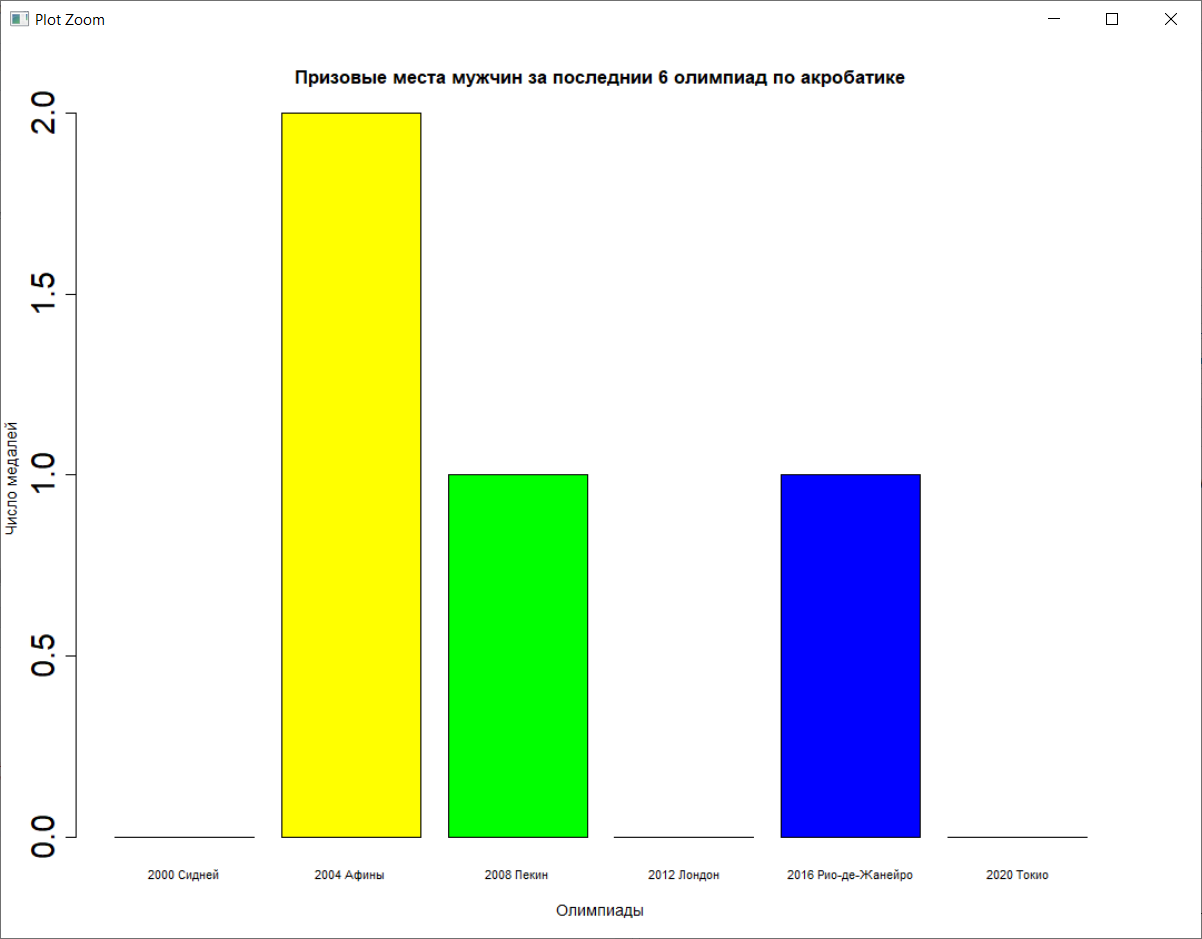 Plot Zoom
Призовые места мужчин за последнии 6 олимпиад по акробатике
2.0
1.5
1.0
0.5
0.0
Число медалей
2000 Сидней
2004 Афины
2008 Пекин
2012 Лондон
2016 Рио-де-Жанейро
2020 Токио
Олимпиады